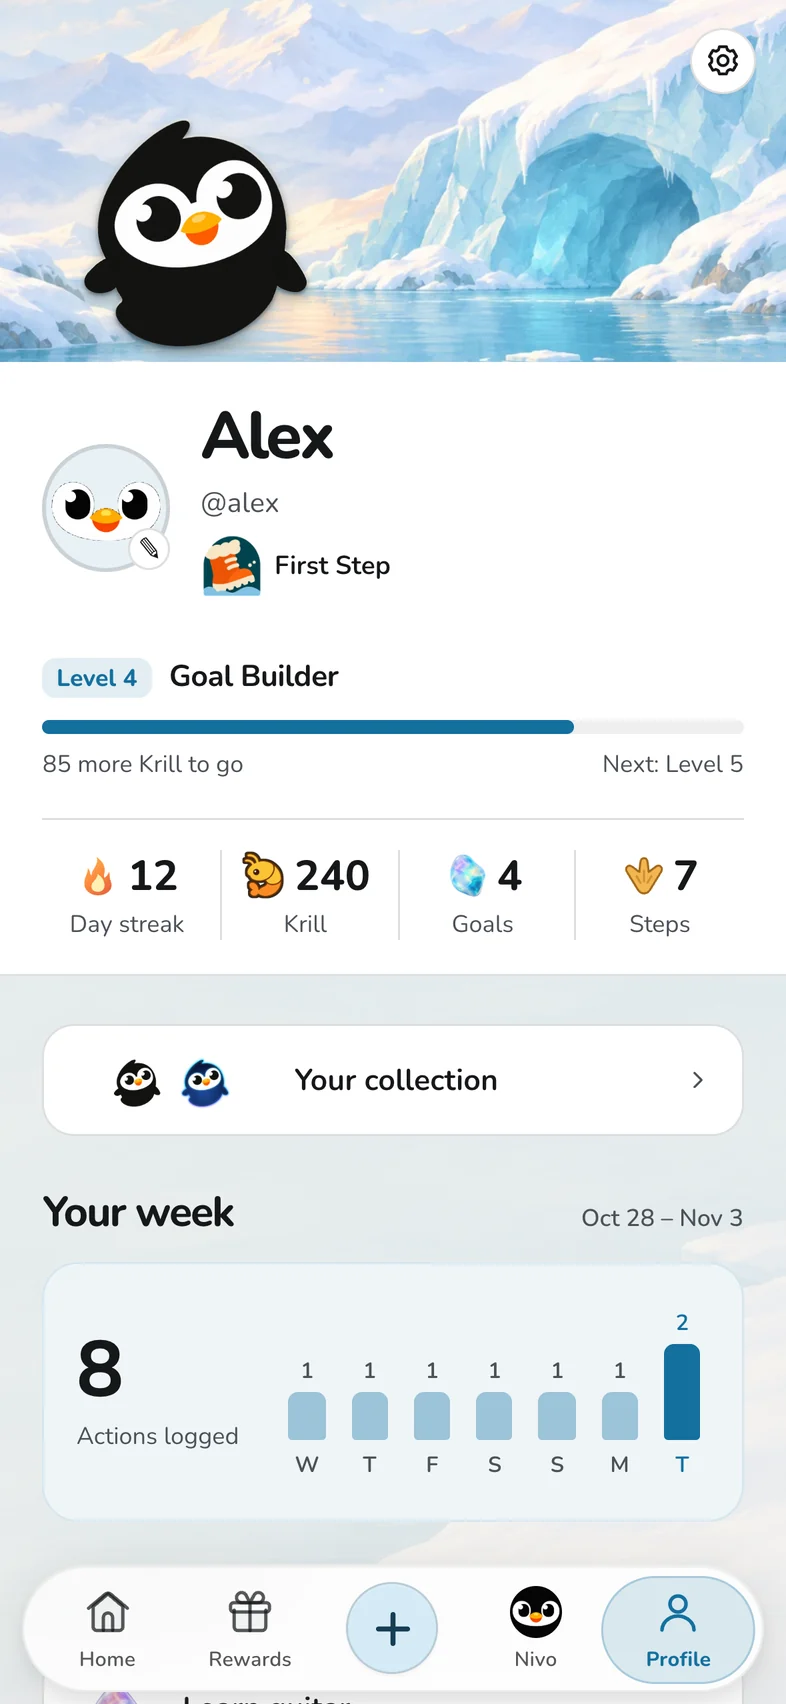 Alex
@alex
First Step
Level 4 Goal Builder
85 more Krill to go Next: Level 5
12 240 4 7
Day streak Krill Goals Steps
Your collection
Your week Oct 28 – Nov 3
2
1 1 1 1 1 1
8
Actions logged
W T F S S M T
Home Rewards Nivo Profile
Learn guitar